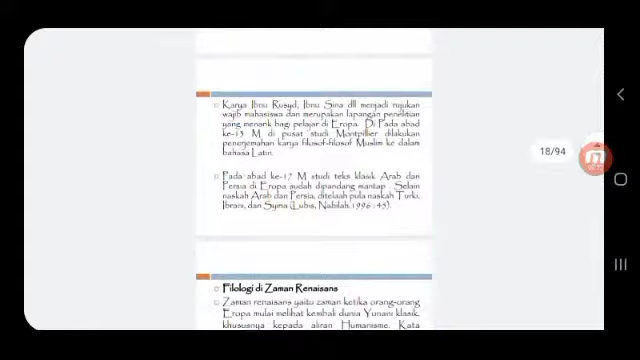 Karya Ibnu Rusyd, Ibnu Sina dll menjadi rujukan
wajib mahasiswa dan merupakan lapangan penelitian
yang menarik bagi pelajar di Eropa. Di Pada abad
ke-13 M di pusat studi Montpillier dilakukan
penerjemahan karya filosof-filosof Muslim ke dalam
bahasa Latin.
Pada abad ke-17 M studi teks klasik Arab dan
Persia di Eropa sudah dipandang mantap. Selain
naskah Arab dan Persia, ditelaah pula naskah Turki,
Ibrani, dan Syria (Lubis, Nabilah 1996 : 45).
18/94
Filologi di Zaman Renaisans
Zaman renaisans yaitu zaman ketika orang-orang
Eropa mulai melihat kembali dunia Yunani klasik,
khususnya kepada aliran Humanisme. Kata